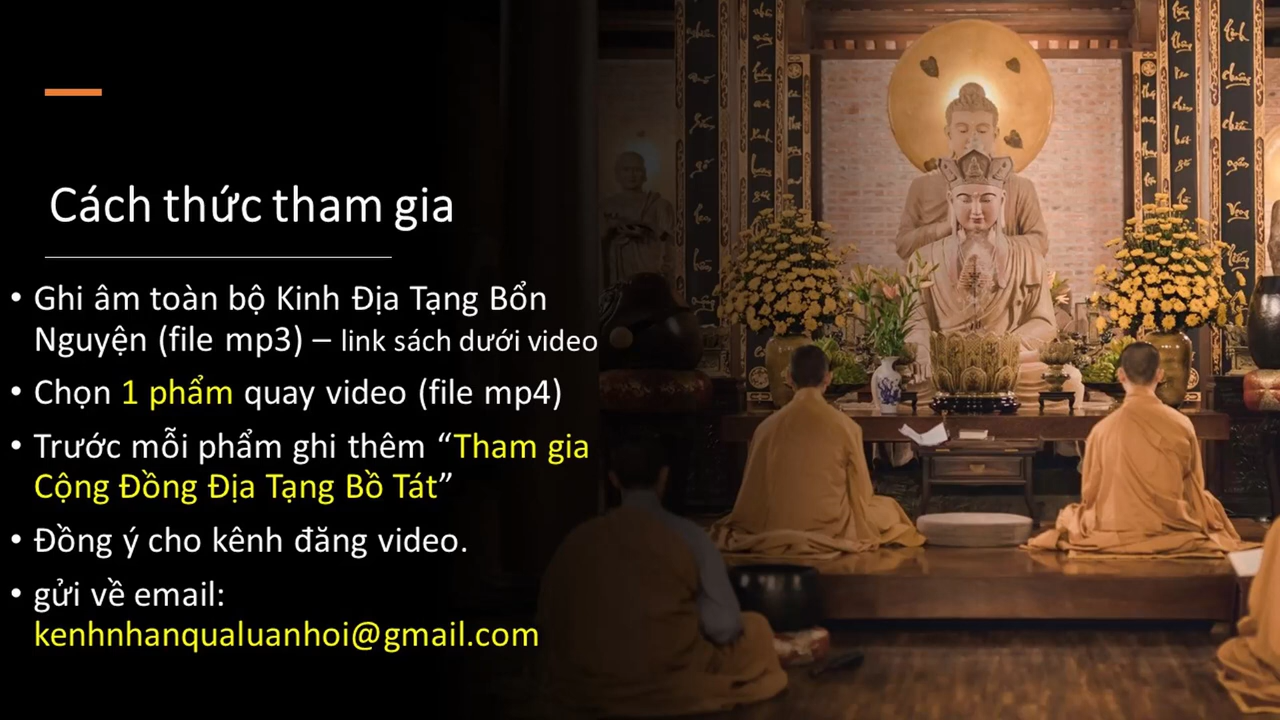 Cách thức tham gia
• Ghi âm toàn bộ Kinh Địa Tạng Bổn
Nguyện (file mp3) – link sách dưới video
• Chọn 1 phẩm quay video (file mp4)
• Trước mỗi phẩm ghi thêm “Tham gia
Cộng Đồng Địa Tạng Bồ Tát”
• Đồng ý cho kênh đăng video.
• gửi về email:
kenhnhanqualuanhoi@gmail.com